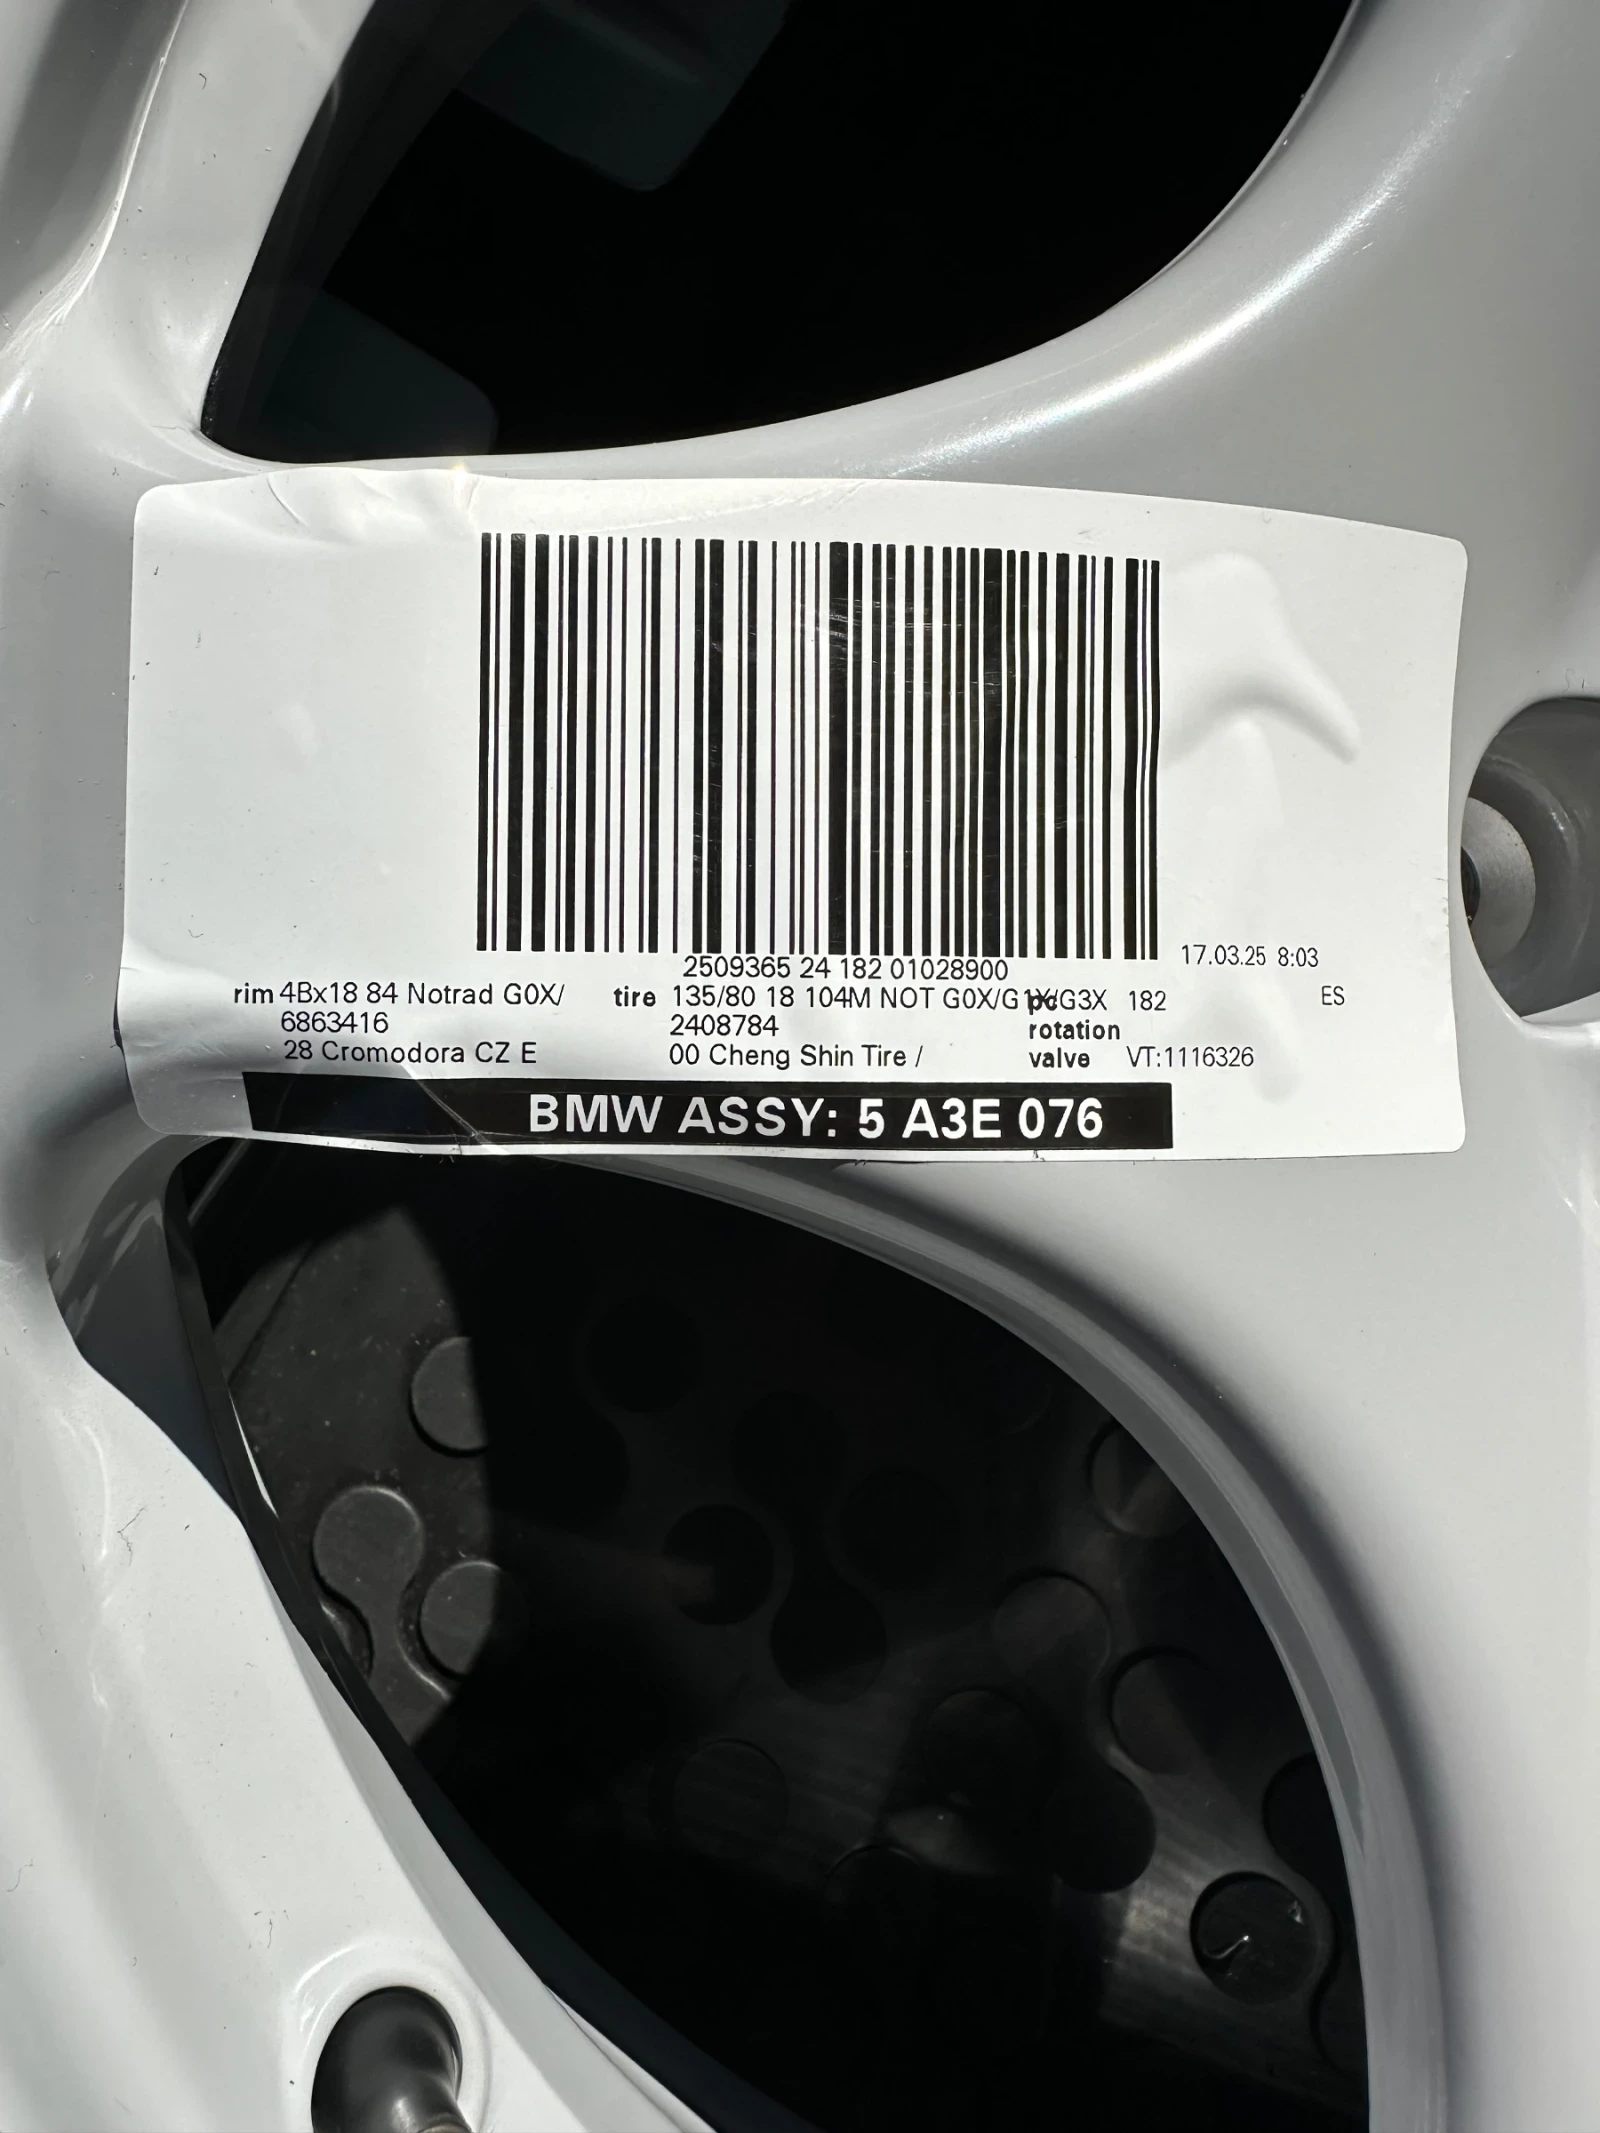 2509365 24 182 01028900
17.03.25 8:03
rim 4Bx18 84 Notrad G0X/ tire 135/80 18 104M NOT G0X/G1X/G3X pc 182 ES
6863416 2408784 rotation
28 Cromodora CZ E 00 Cheng Shin Tire / valve VT:1116326
BMW ASSY: 5 A3E 076